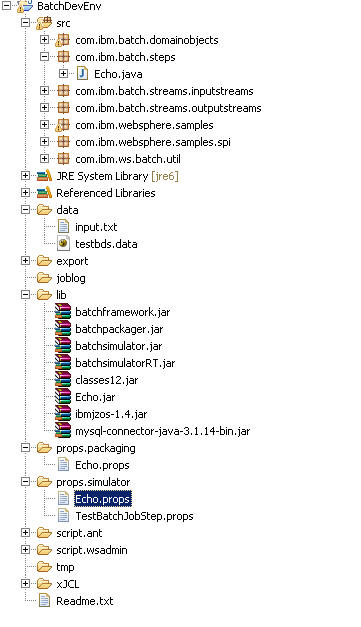 BatchDevEnv
src
com.ibm.batch.domainobjects
com.ibm.batch.steps
Echo.java
com.ibm.batch.streams.inputstreams
com.ibm.batch.streams.outputstreams
com.ibm.websphere.samples
com.ibm.websphere.samples.spi
com.ibm.ws.batch.util
JRE System Library [jre6]
Referenced Libraries
data
input.txt
testbds.data
export
joblog
lib
batchframework.jar
batchpackager.jar
batchsimulator.jar
batchsimulatorRT.jar
classes12.jar
Echo.jar
ibmjzos-1.4.jar
mysql-connector-java-3.1.14-bin.jar
props.packaging
Echo.props
props.simulator
Echo.props
TestBatchJobStep.props
script.ant
script.wsadmin
tmp
xJCL
Readme.txt